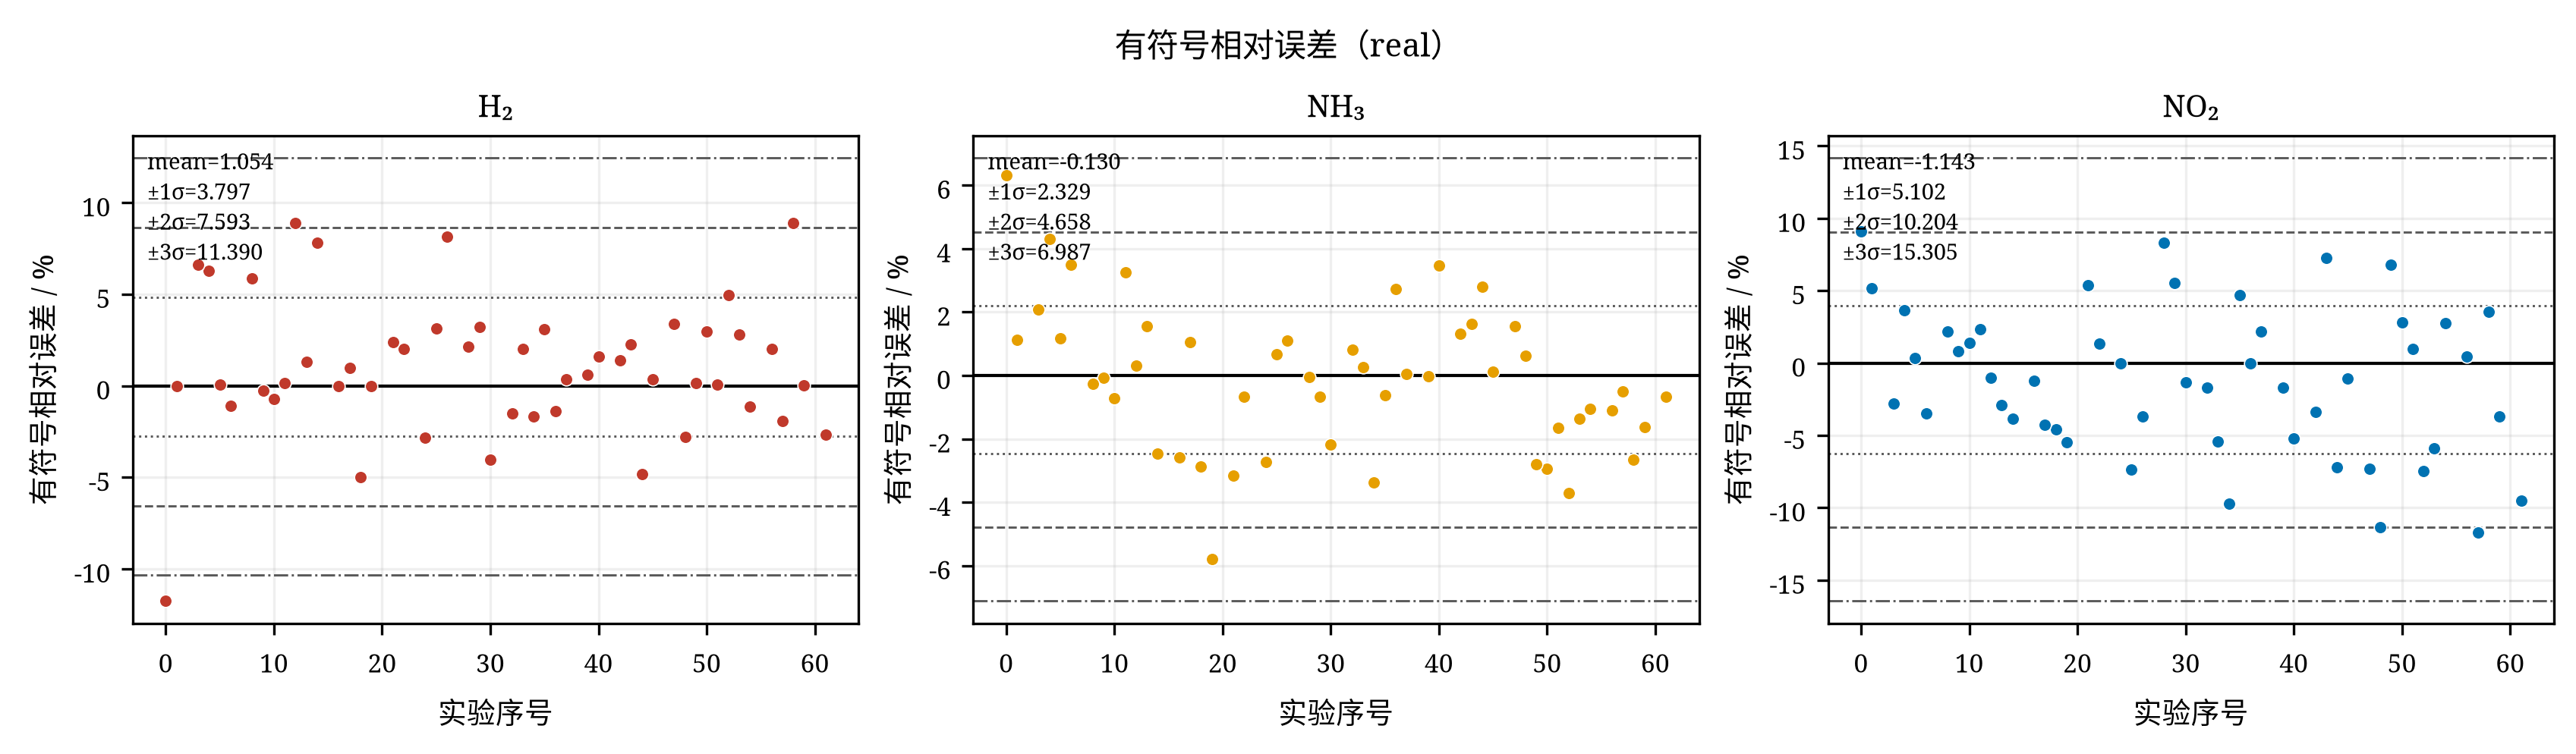 有符号相对误差（real）
H₂
mean=1.054
±1σ=3.797
±2σ=7.593
±3σ=11.390
有符号相对误差 / %
10
5
0
-5
-10
0 10 20 30 40 50 60
实验序号
NH₃
mean=-0.130
±1σ=2.329
±2σ=4.658
±3σ=6.987
有符号相对误差 / %
6
4
2
0
-2
-4
-6
0 10 20 30 40 50 60
实验序号
NO₂
mean=-1.143
±1σ=5.102
±2σ=10.204
±3σ=15.305
有符号相对误差 / %
15
10
5
0
-5
-10
-15
0 10 20 30 40 50 60
实验序号